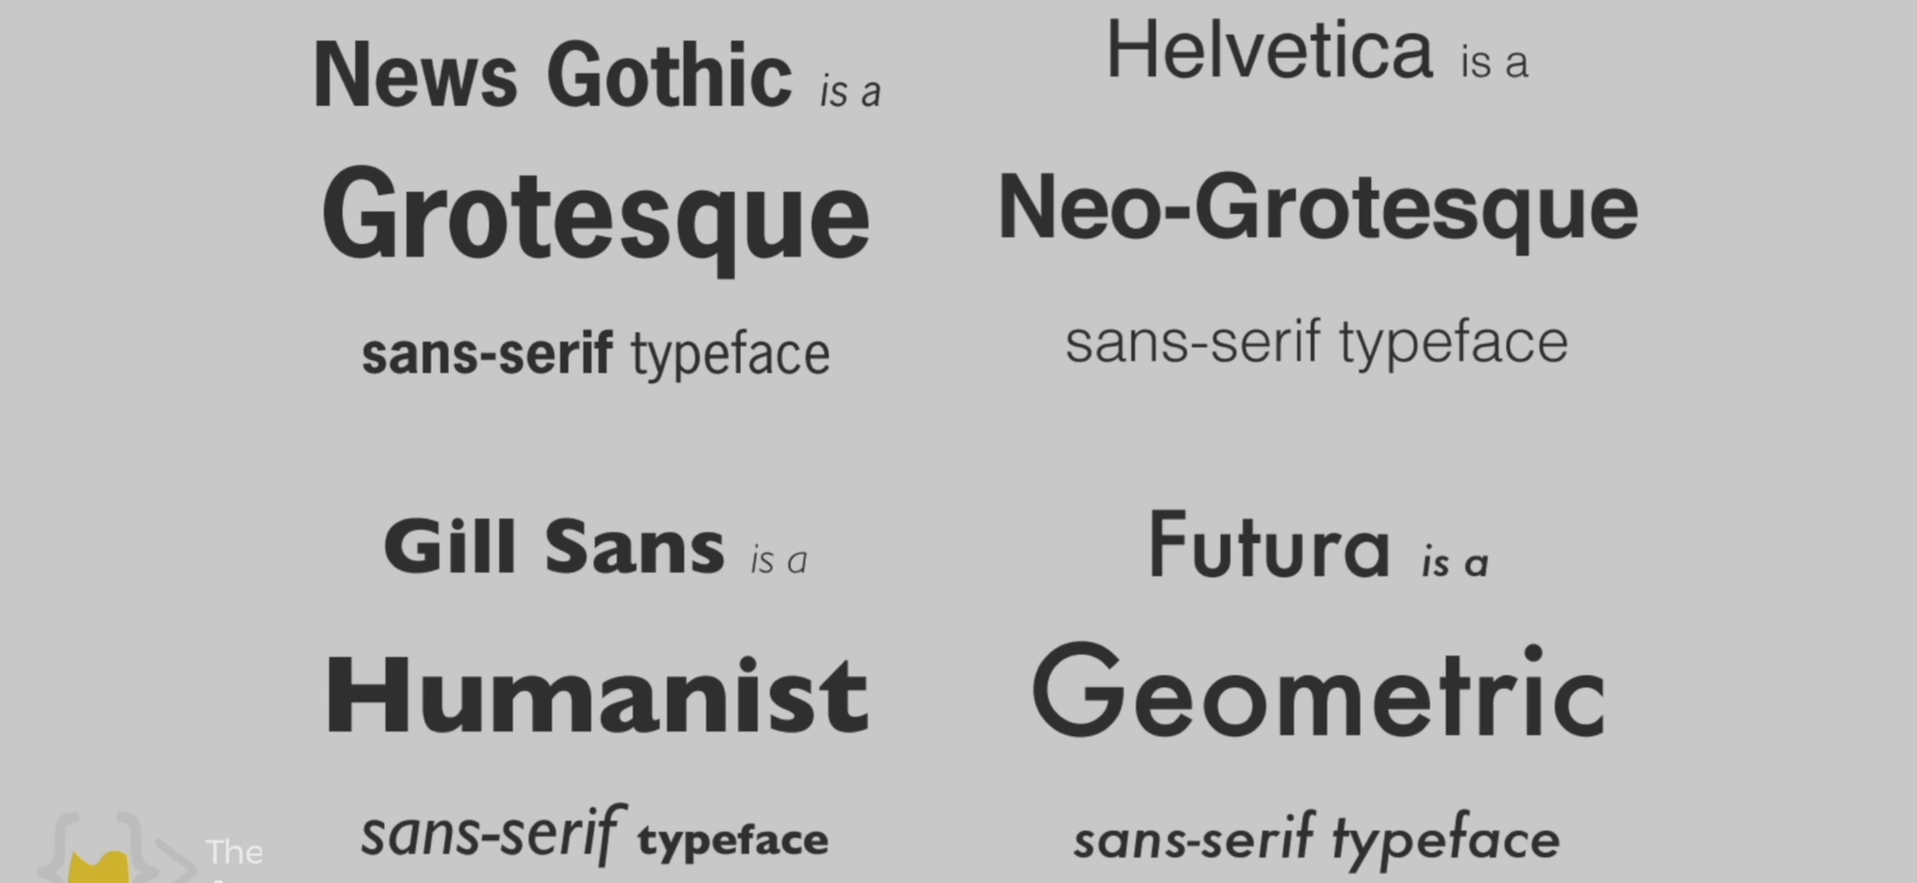 News Gothic is a
Grotesque
sans-serif typeface
Helvetica is a
Neo-Grotesque
sans-serif typeface
Gill Sans is a
Humanist
sans-serif typeface
Futura is a
Geometric
sans-serif typeface
The